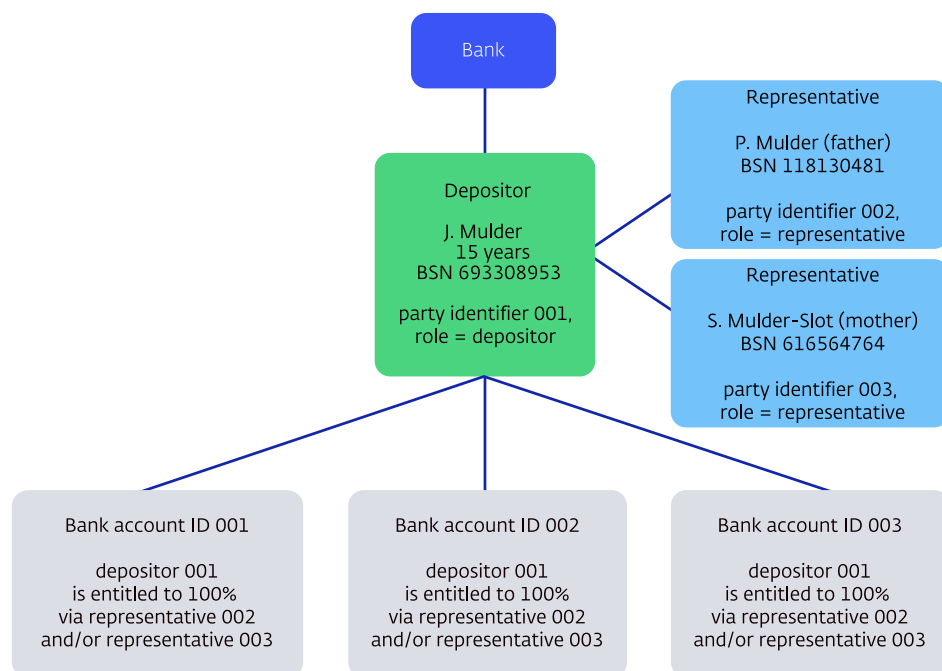 Bank
Representative
P. Mulder (father)
BSN 118130481
party identifier 002,
role = representative
Depositor
J. Mulder
15 years
BSN 693308953
party identifier 001,
role = depositor
Representative
S. Mulder-Slot (mother)
BSN 616564764
party identifier 003,
role = representative
Bank account ID 001
depositor 001
is entitled to 100%
via representative 002
and/or representative 003
Bank account ID 002
depositor 001
is entitled to 100%
via representative 002
and/or representative 003
Bank account ID 003
depositor 001
is entitled to 100%
via representative 002
and/or representative 003